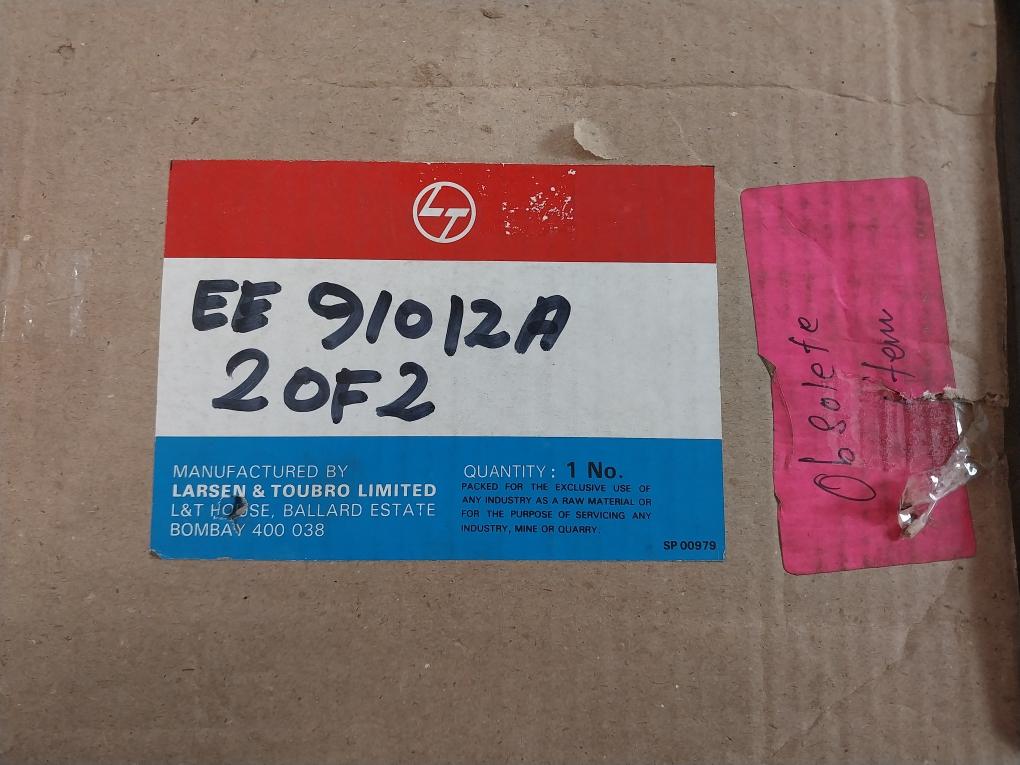 LT
EE 91012A
2 OF 2
MANUFACTURED BY
LARSEN & TOUBRO LIMITED
L&T HOUSE, BALLARD ESTATE
BOMBAY 400 038
QUANTITY : 1 No.
PACKED FOR THE EXCLUSIVE USE OF
ANY INDUSTRY AS A RAW MATERIAL OR
FOR THE PURPOSE OF SERVICING ANY
INDUSTRY, MINE OR QUARRY.
SP 00979
Obsolete
item